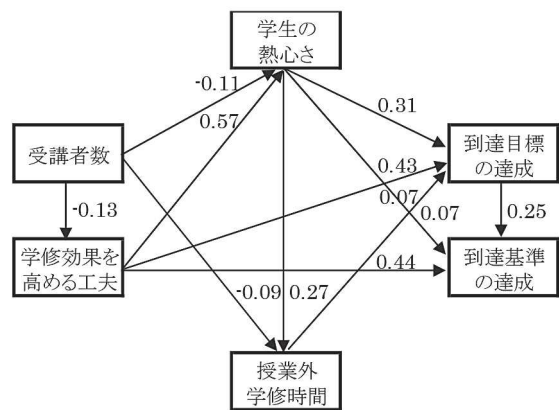 学生の
熱心さ
-0.11
0.57
0.31
受講者数
到達目標
の達成
0.43
0.07
0.07
-0.13
0.25
学修効果を
高める工夫
到達基準
の達成
0.44
-0.09
0.27
授業外
学修時間